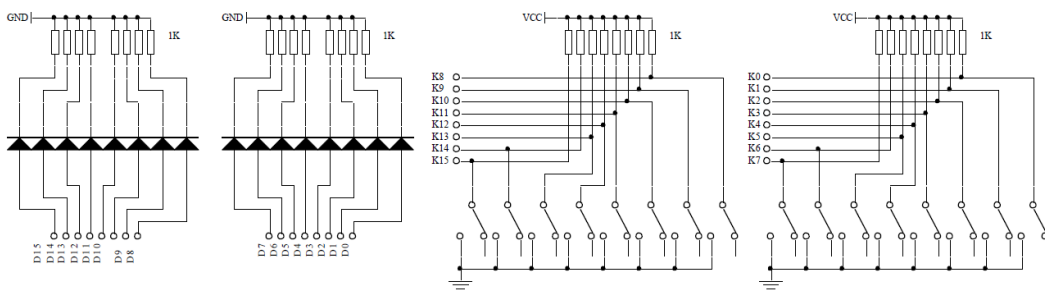 GND
1K
D15
D14
D13
D12
D11
D10
D9
D8
GND
1K
D7
D6
D5
D4
D3
D2
D1
D0
VCC
1K
K8
K9
K10
K11
K12
K13
K14
K15
VCC
1K
K0
K1
K2
K3
K4
K5
K6
K7